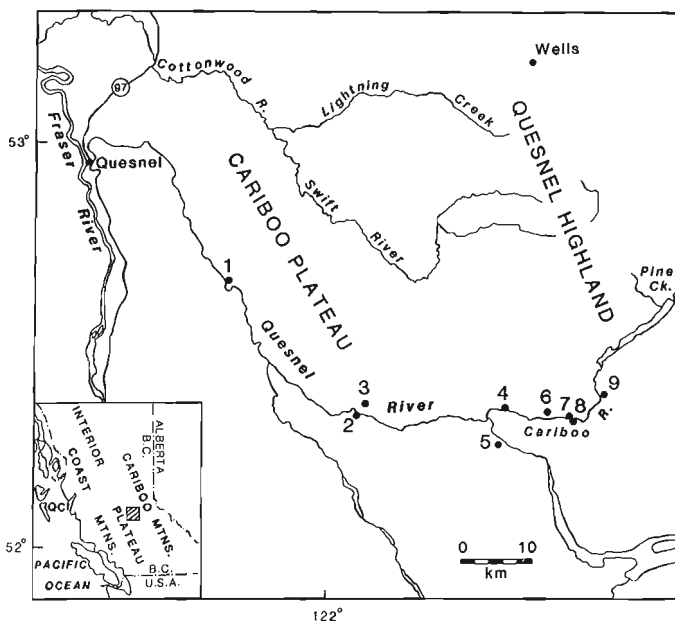 Wells
Cottonwood R.
97
Lightning Creek
Fraser River
53°
Quesnel
QUESNEL HIGHLAND
CARIBOO PLATEAU
Swift River
Pine Ck.
1
Quesnel River
9
3
4
6
7
8
2
Cariboo R.
5
INTERIOR PLATEAU
ALBERTA
B.C.
COAST MTNS.
CARIBOO MTNS.
QCI
PACIFIC OCEAN
B.C.
U.S.A.
0 10
km
52°
122°